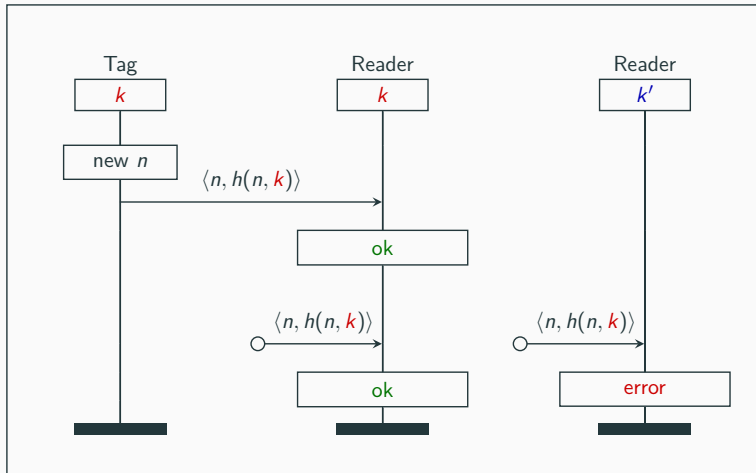 Tag Reader Reader
k k k′
new n
⟨n, h(n, k)⟩
ok
⟨n, h(n, k)⟩ ⟨n, h(n, k)⟩
ok error